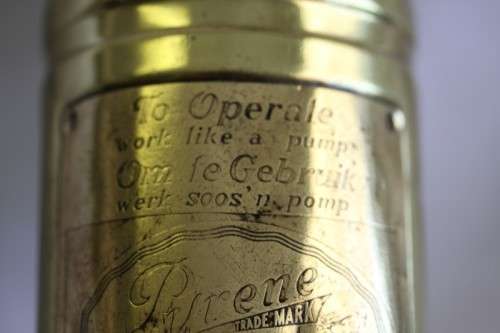 To Operate
work like a pump
Om te Gebruik
werk soos 'n pomp
Pyrene
TRADE MARK